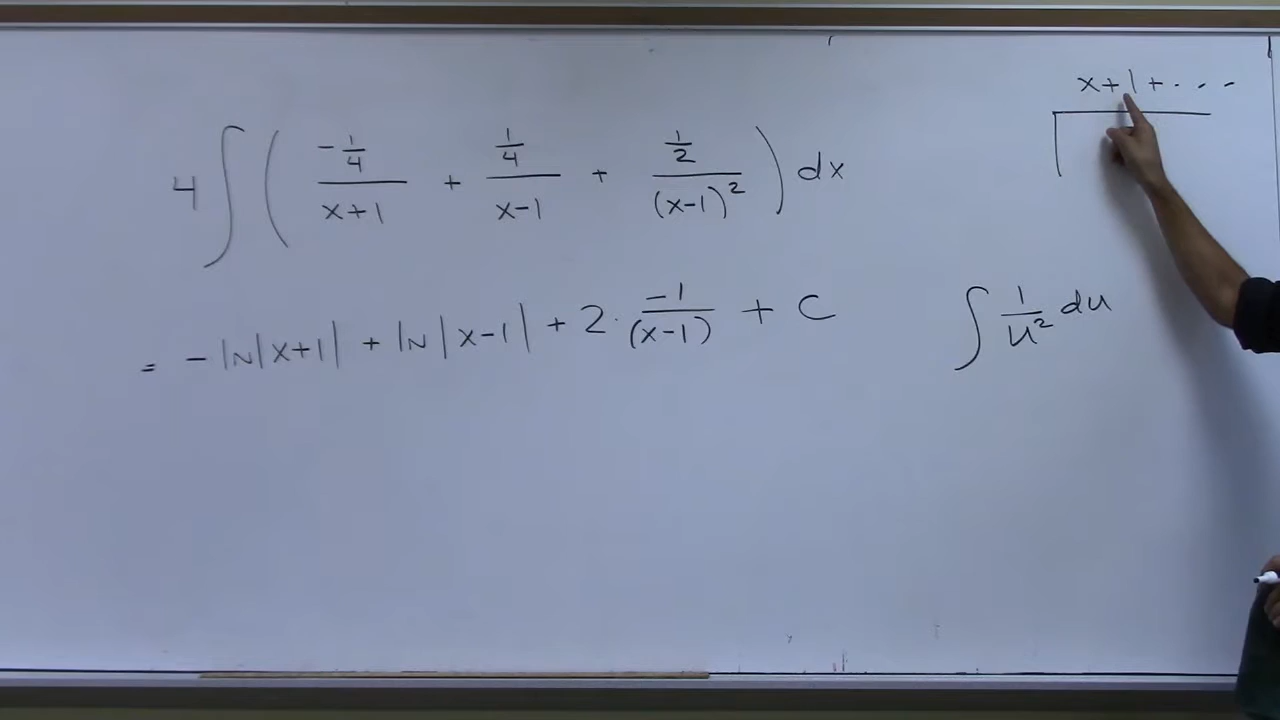 x+1+...-
4∫( (-1/4)/(x+1) + (1/4)/(x-1) + (1/2)/(x-1)² ) dx
= -ln|x+1| + ln|x-1| + 2 · -1/(x-1) + C
∫ 1/u² du